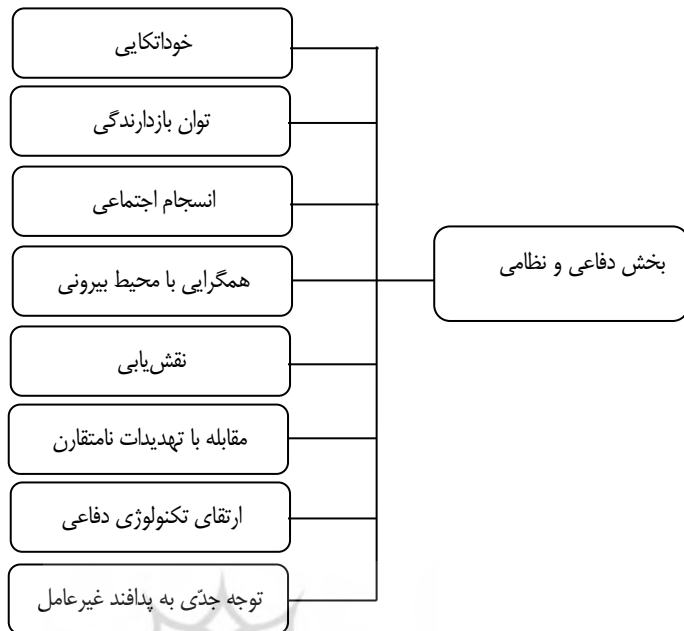 خوداتکایی
توان بازدارندگی
انسجام اجتماعی
بخش دفاعی و نظامی
همگرایی با محیط بیرونی
نقش‌یابی
مقابله با تهدیدات نامتقارن
ارتقای تکنولوژی دفاعی
توجه جدّی به پدافند غیرعامل